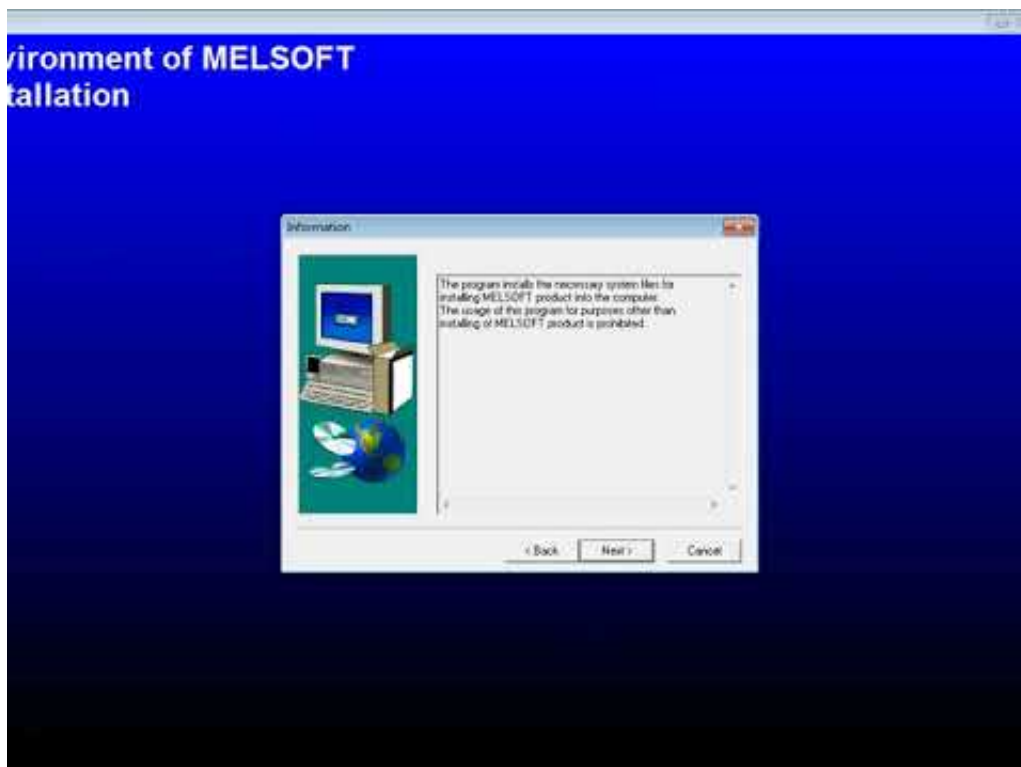 vironment of MELSOFT
tallation
Information
The program installs the necessary system files for
installing MELSOFT product into the computer.
The usage of this program for purposes other than
installing of MELSOFT product is prohibited.
< Back
Next >
Cancel